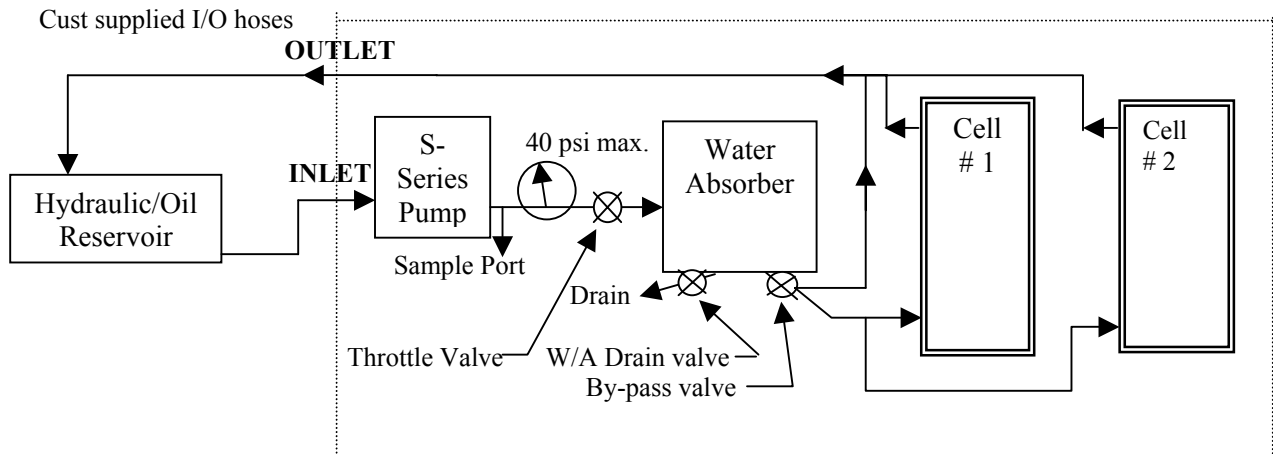 Cust supplied I/O hoses
OUTLET
INLET
Hydraulic/Oil
Reservoir
S-
Series
Pump
40 psi max.
Sample Port
Water
Absorber
Cell
# 1
Cell
# 2
Drain
Throttle Valve
W/A Drain valve
By-pass valve